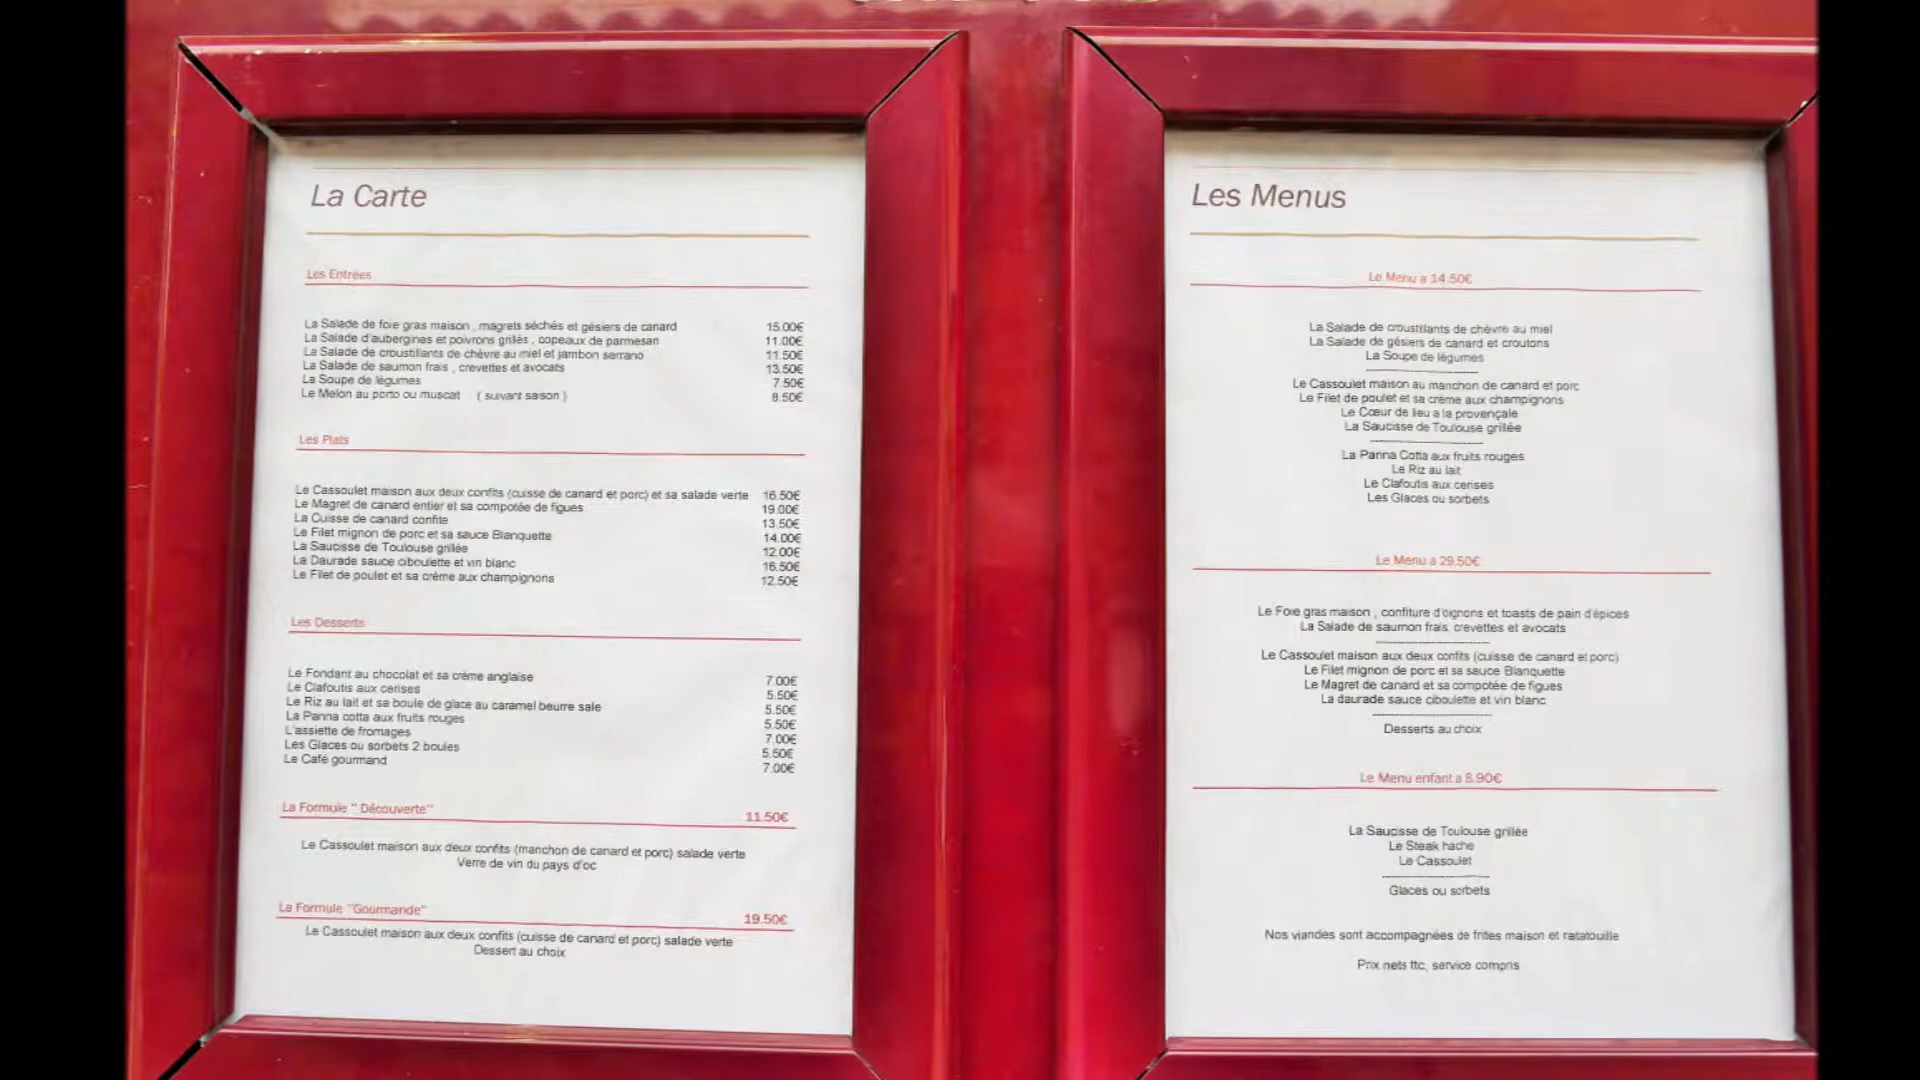 La Carte
Les Entrées
La Salade de foie gras maison , magrets séchés et gésiers de canard 15.00€
La Salade d'aubergines et poivrons grillés , copeaux de parmesan 11.00€
La Salade de croustillants de chèvre au miel et jambon serrano 11.50€
La Salade de saumon frais , crevettes et avocats 13.50€
La Soupe de légumes 7.50€
Le Melon au porto ou muscat ( suivant saison ) 8.50€
Les Plats
Le Cassoulet maison aux deux confits (cuisse de canard et porc) et sa salade verte 16.50€
Le Magret de canard entier et sa compotée de figues 19.00€
La Cuisse de canard confite 13.50€
Le Filet mignon de porc et sa sauce Blanquette 14.00€
La Saucisse de Toulouse grillée 12.00€
La Daurade sauce ciboulette et vin blanc 16.50€
Le Filet de poulet et sa crème aux champignons 12.50€
Les Desserts
Le Fondant au chocolat et sa crème anglaise 7.00€
Le Clafoutis aux cerises 5.50€
Le Riz au lait et sa boule de glace au caramel beurre sale 5.50€
La Panna cotta aux fruits rouges 5.50€
L'assiette de fromages 7.00€
Les Glaces ou sorbets 2 boules 5.50€
Le Café gourmand 7.00€
La Formule " Découverte" 11.50€
Le Cassoulet maison aux deux confits (manchon de canard et porc) salade verte
Verre de vin du pays d'oc
La Formule "Gourmande" 19.50€
Le Cassoulet maison aux deux confits (cuisse de canard et porc) salade verte
Dessert au choix
Les Menus
Le Menu a 14.50€
La Salade de croustillants de chèvre au miel
La Salade de gésiers de canard et croutons
La Soupe de légumes
Le Cassoulet maison au manchon de canard et porc
Le Filet de poulet et sa crème aux champignons
Le Cœur de lieu a la provençale
La Saucisse de Toulouse grillée
La Panna Cotta aux fruits rouges
Le Riz au lait
Le Clafoutis aux cerises
Les Glaces ou sorbets
Le Menu a 29.50€
Le Foie gras maison , confiture d'oignons et toasts de pain d'épices
La Salade de saumon frais, crevettes et avocats
Le Cassoulet maison aux deux confits (cuisse de canard et porc)
Le Filet mignon de porc et sa sauce Blanquette
Le Magret de canard et sa compotée de figues
La daurade sauce ciboulette et vin blanc
Desserts au choix
Le Menu enfant a 8.90€
La Saucisse de Toulouse grillée
Le Steak hache
Le Cassoulet
Glaces ou sorbets
Nos viandes sont accompagnées de frites maison et ratatouille
Prix nets ttc, service compris